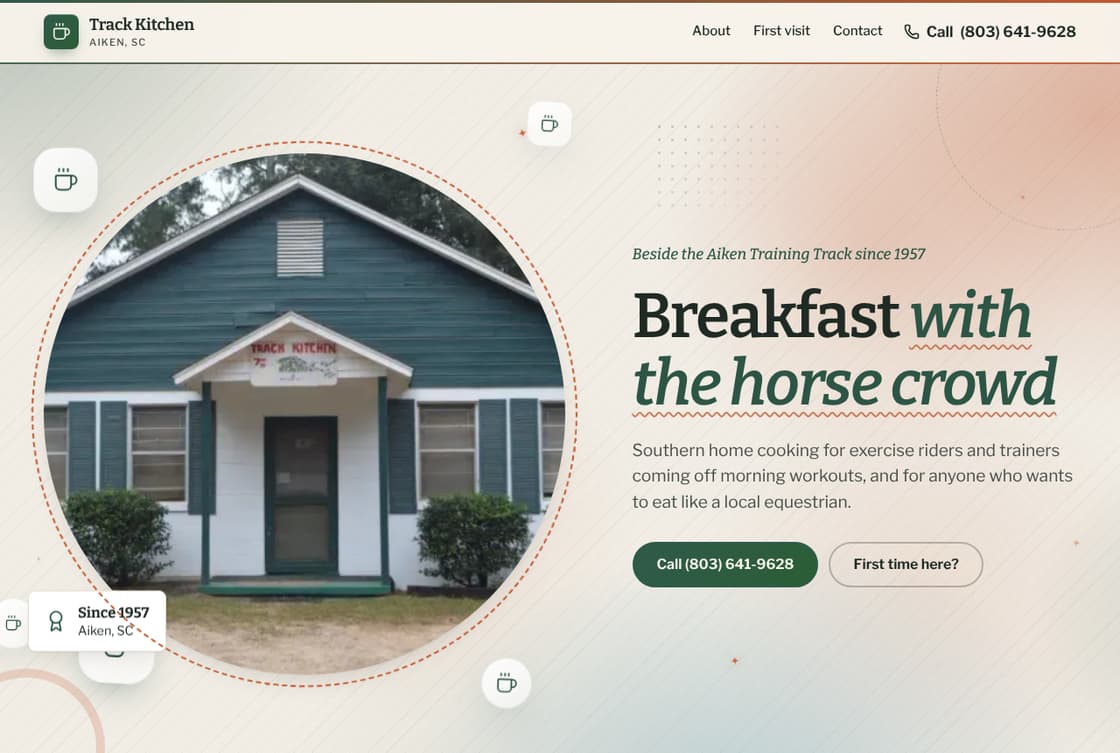 Track Kitchen
AIKEN, SC
About
First visit
Contact
Call (803) 641-9628
TRACK KITCHEN
Since 1957
Aiken, SC
Beside the Aiken Training Track since 1957
Breakfast with
the horse crowd
Southern home cooking for exercise riders and trainers
coming off morning workouts, and for anyone who wants
to eat like a local equestrian.
Call (803) 641-9628
First time here?